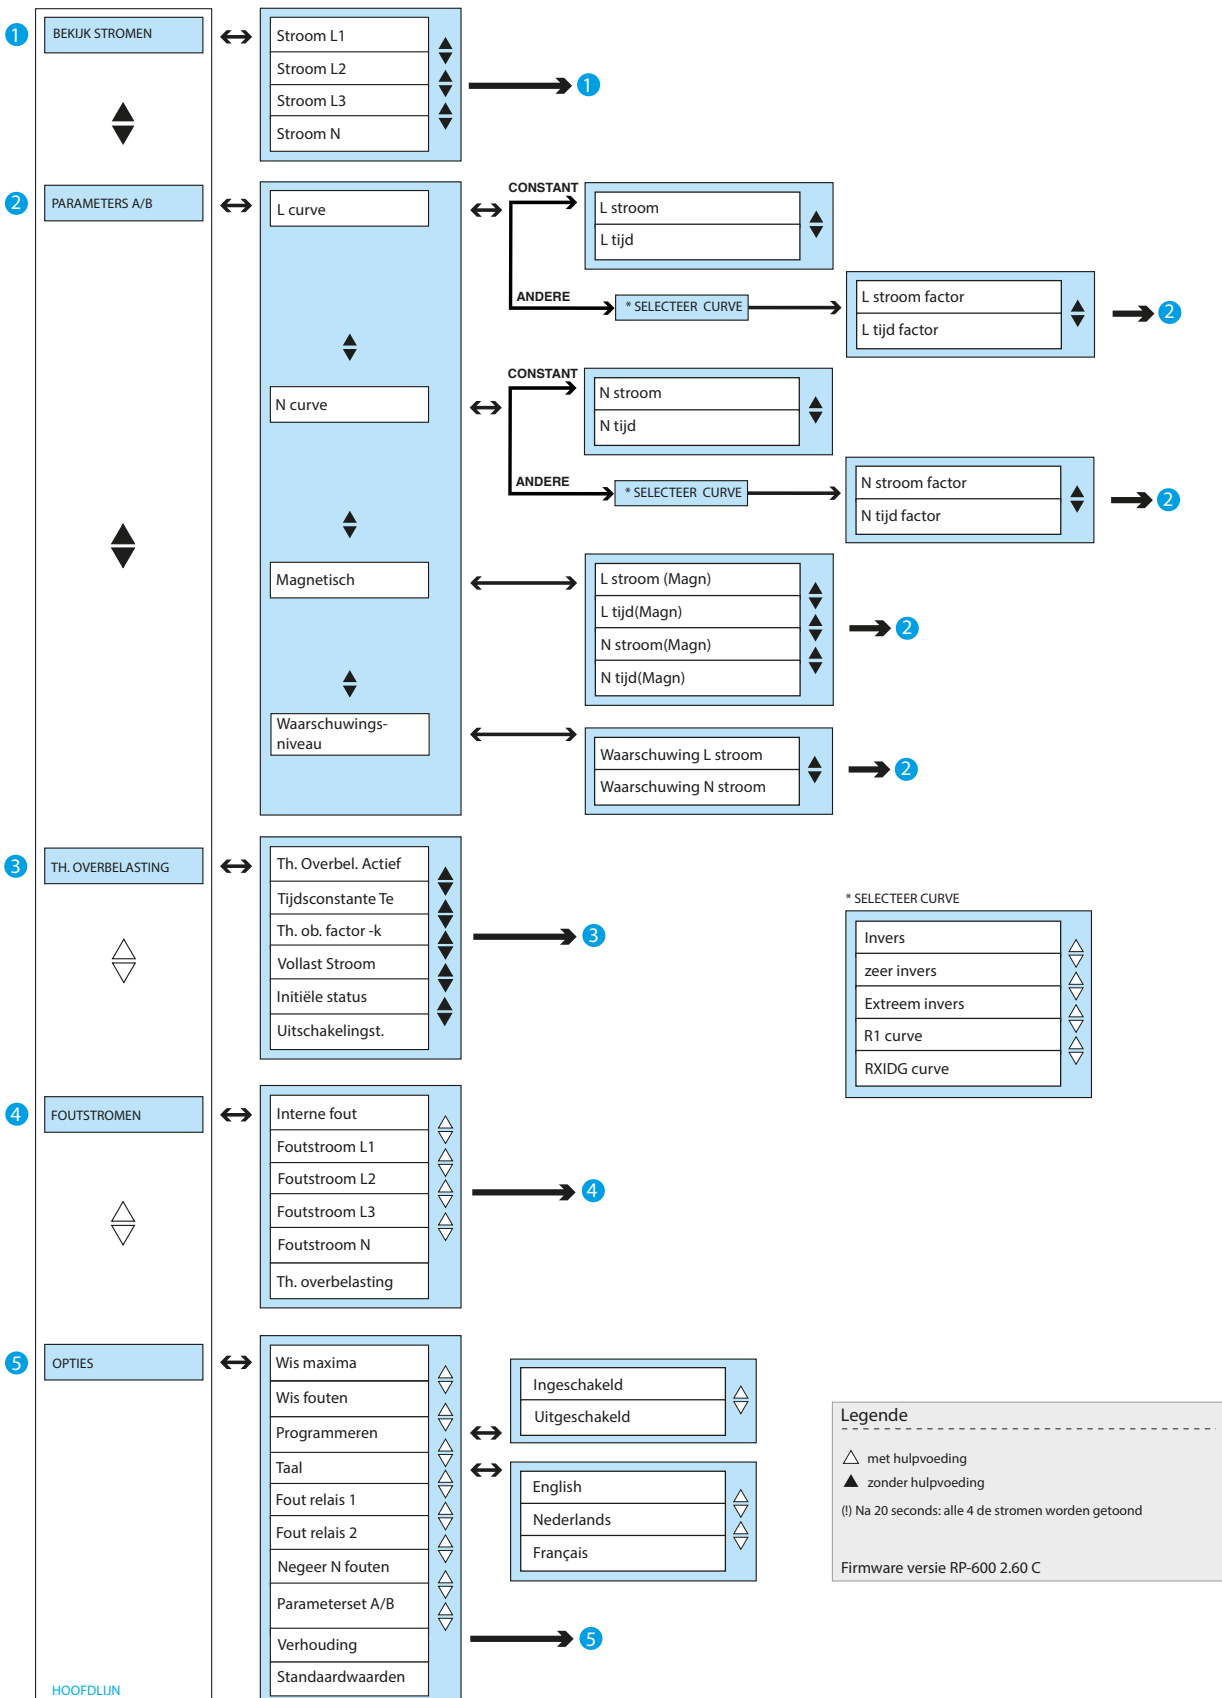 1
BEKIJK STROMEN
Stroom L1
Stroom L2
Stroom L3
Stroom N
1
2
PARAMETERS A/B
L curve
CONSTANT
L stroom
L tijd
ANDERE
* SELECTEER CURVE
L stroom factor
L tijd factor
2
N curve
CONSTANT
N stroom
N tijd
ANDERE
* SELECTEER CURVE
N stroom factor
N tijd factor
2
Magnetisch
L stroom (Magn)
L tijd(Magn)
N stroom(Magn)
N tijd(Magn)
2
Waarschuwings-
niveau
Waarschuwing L stroom
Waarschuwing N stroom
2
3
TH. OVERBELASTING
Th. Overbel. Actief
Tijdsconstante Te
Th. ob. factor -k
Vollast Stroom
Initiële status
Uitschakelingst.
3
* SELECTEER CURVE
Invers
zeer invers
Extreem invers
R1 curve
RXIDG curve
4
FOUTSTROMEN
Interne fout
Foutstroom L1
Foutstroom L2
Foutstroom L3
Foutstroom N
Th. overbelasting
4
5
OPTIES
Wis maxima
Wis fouten
Programmeren
Taal
Fout relais 1
Fout relais 2
Negeer N fouten
Parameterset A/B
Verhouding
Standaardwaarden
Ingeschakeld
Uitgeschakeld
English
Nederlands
Français
5
Legende
met hulpvoeding
zonder hulpvoeding
(!) Na 20 seconds: alle 4 de stromen worden getoond
Firmware versie RP-600 2.60 C
HOOFDLIJN